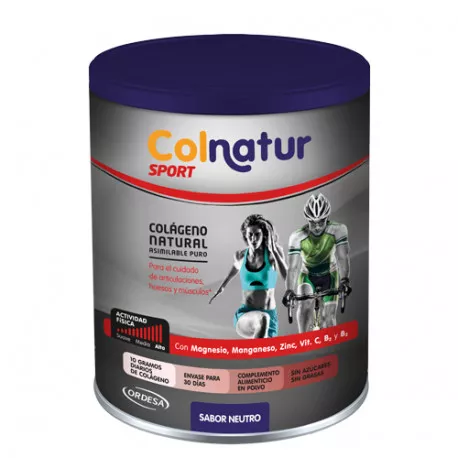 Colnatur
SPORT
COLÁGENO
NATURAL
ASIMILABLE PURO
Para el cuidado
de articulaciones,
huesos y músculos*
ACTIVIDAD
FÍSICA
Suave Media Alta
Con Magnesio, Manganeso, Zinc, Vit. C, B₂ y
10 GRAMOS
DIARIOS
DE COLÁGENO
ENVASE PARA
30 DÍAS
COMPLEMENTO
ALIMENTICIO
EN POLVO
SIN AZÚCARES
SIN GRASAS
ORDESA
SABOR NEUTRO